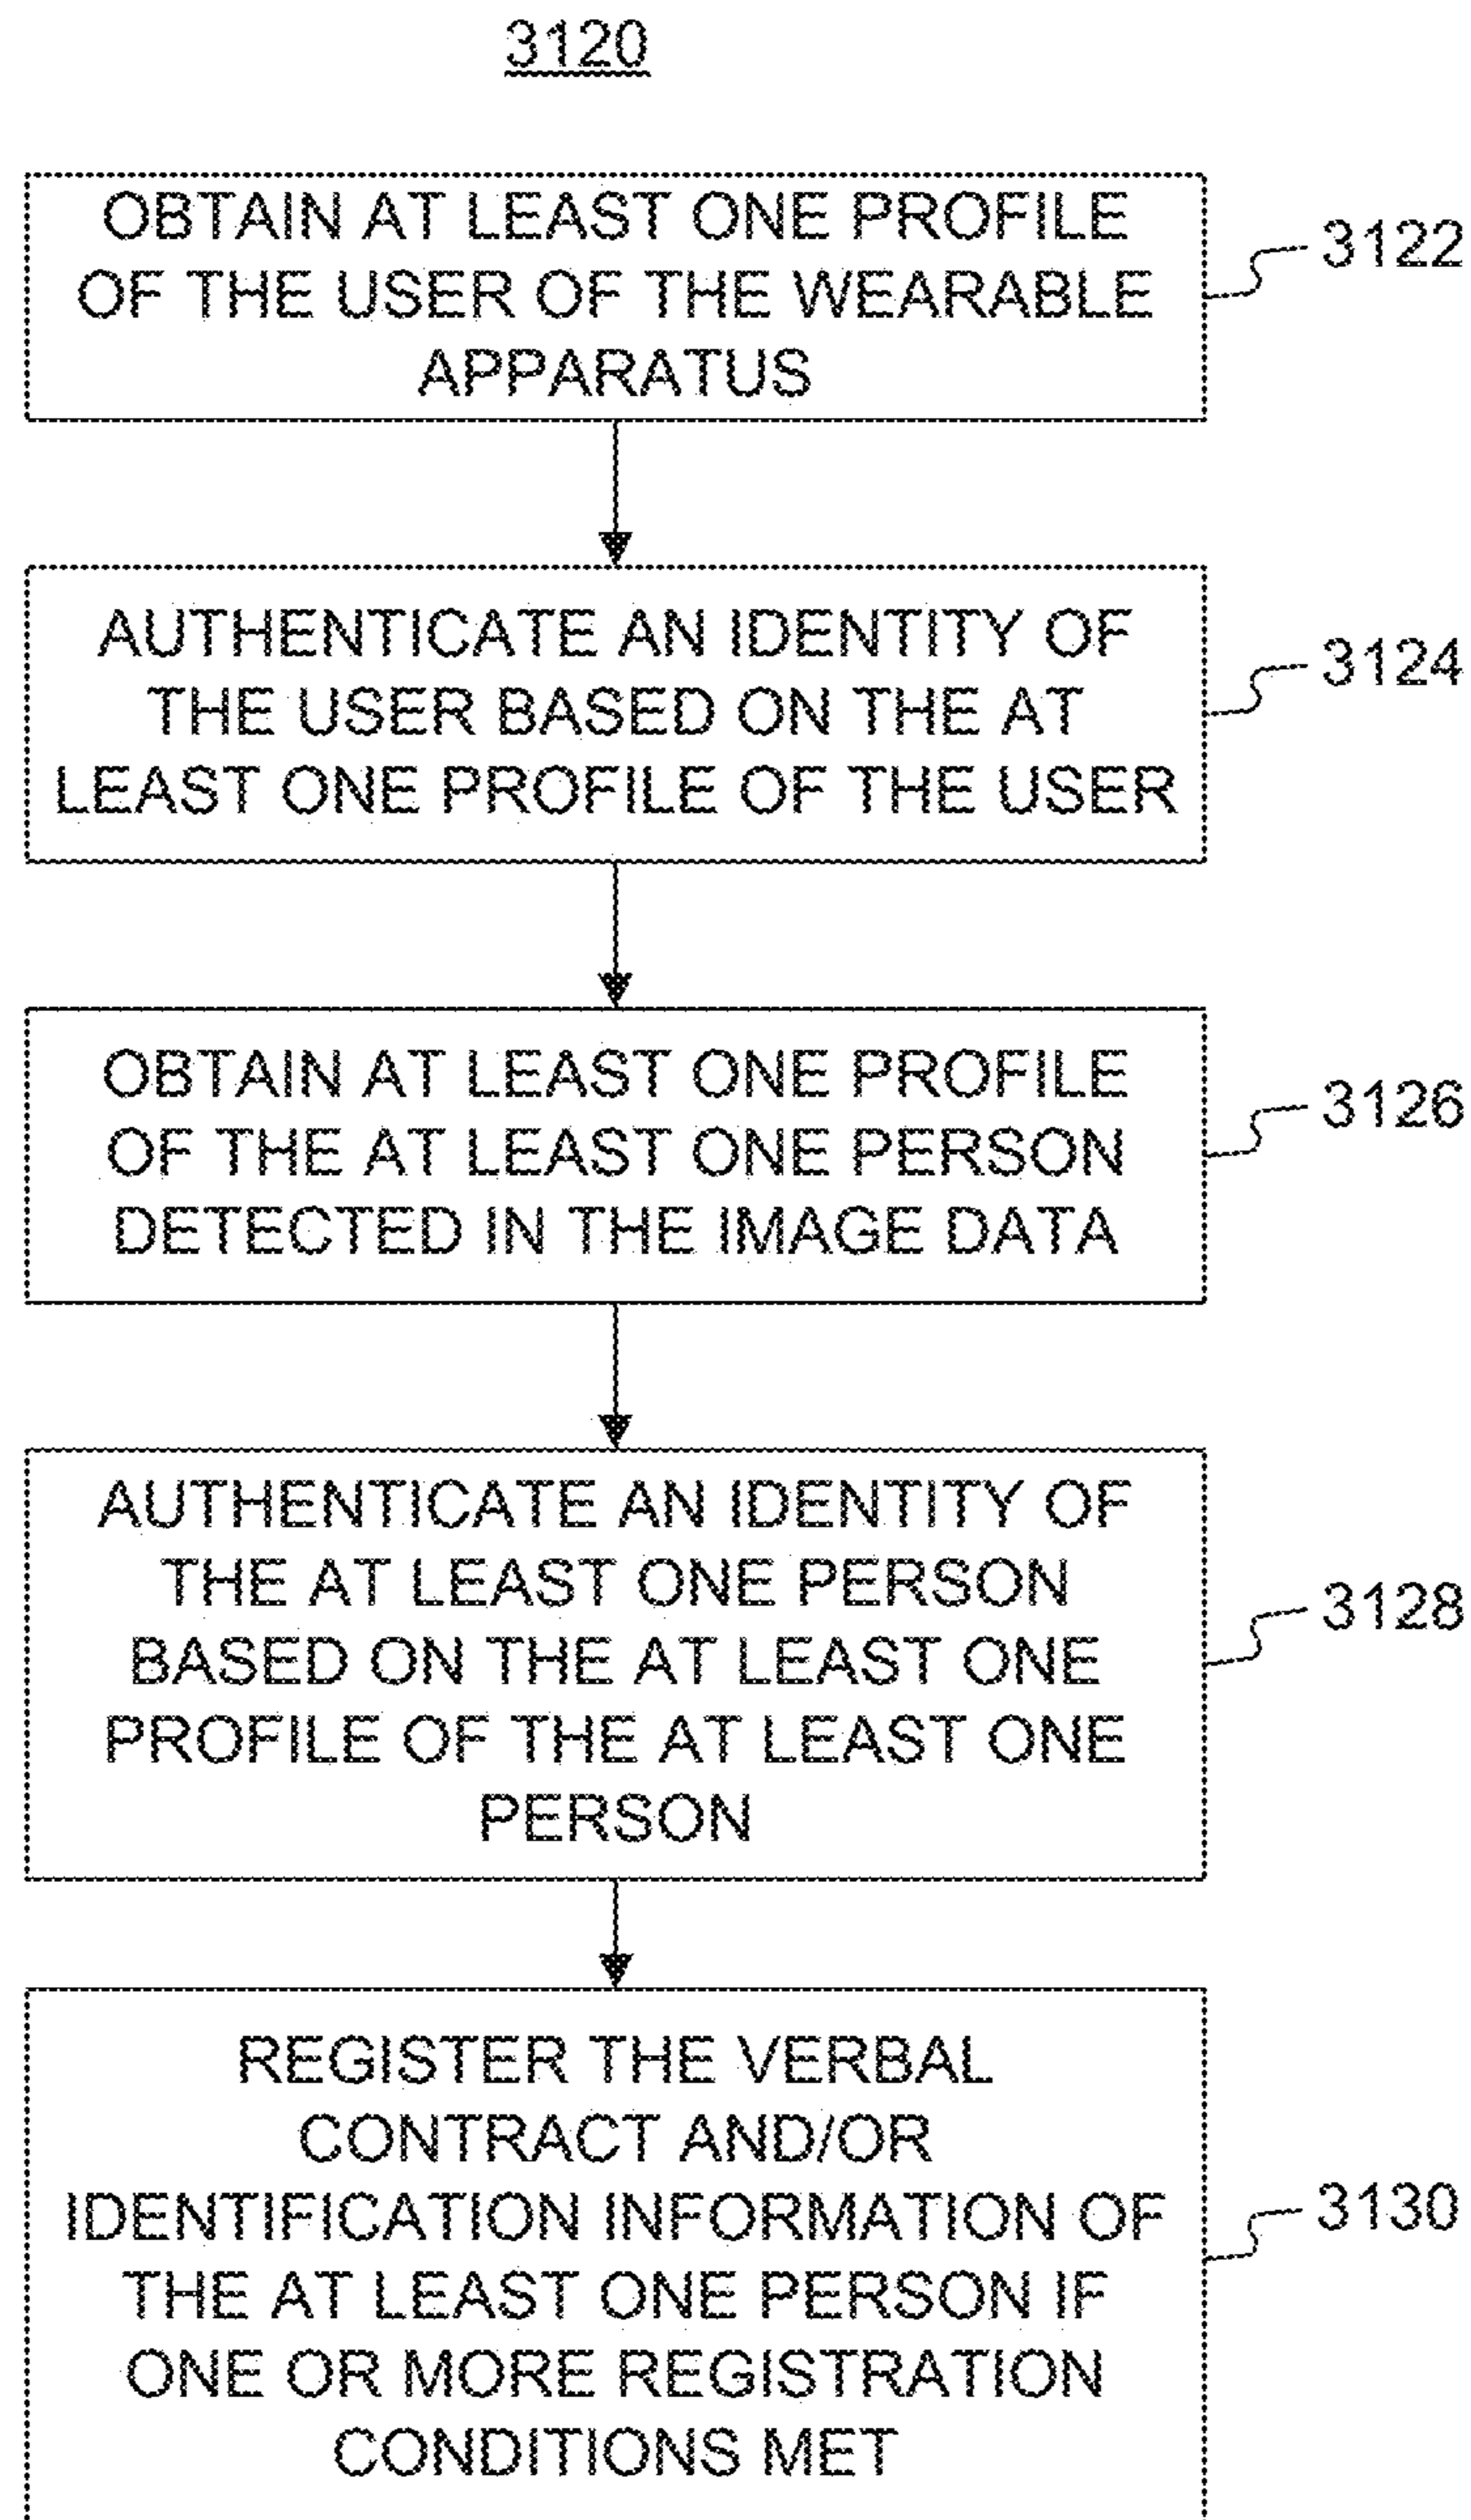 3120
OBTAIN AT LEAST ONE PROFILE
OF THE USER OF THE WEARABLE
APPARATUS
3122
AUTHENTICATE AN IDENTITY OF
THE USER BASED ON THE AT
LEAST ONE PROFILE OF THE USER
3124
OBTAIN AT LEAST ONE PROFILE
OF THE AT LEAST ONE PERSON
DETECTED IN THE IMAGE DATA
3126
AUTHENTICATE AN IDENTITY OF
THE AT LEAST ONE PERSON
BASED ON THE AT LEAST ONE
PROFILE OF THE AT LEAST ONE
PERSON
3128
REGISTER THE VERBAL
CONTRACT AND/OR
IDENTIFICATION INFORMATION OF
THE AT LEAST ONE PERSON IF
ONE OR MORE REGISTRATION
CONDITIONS MET
3130